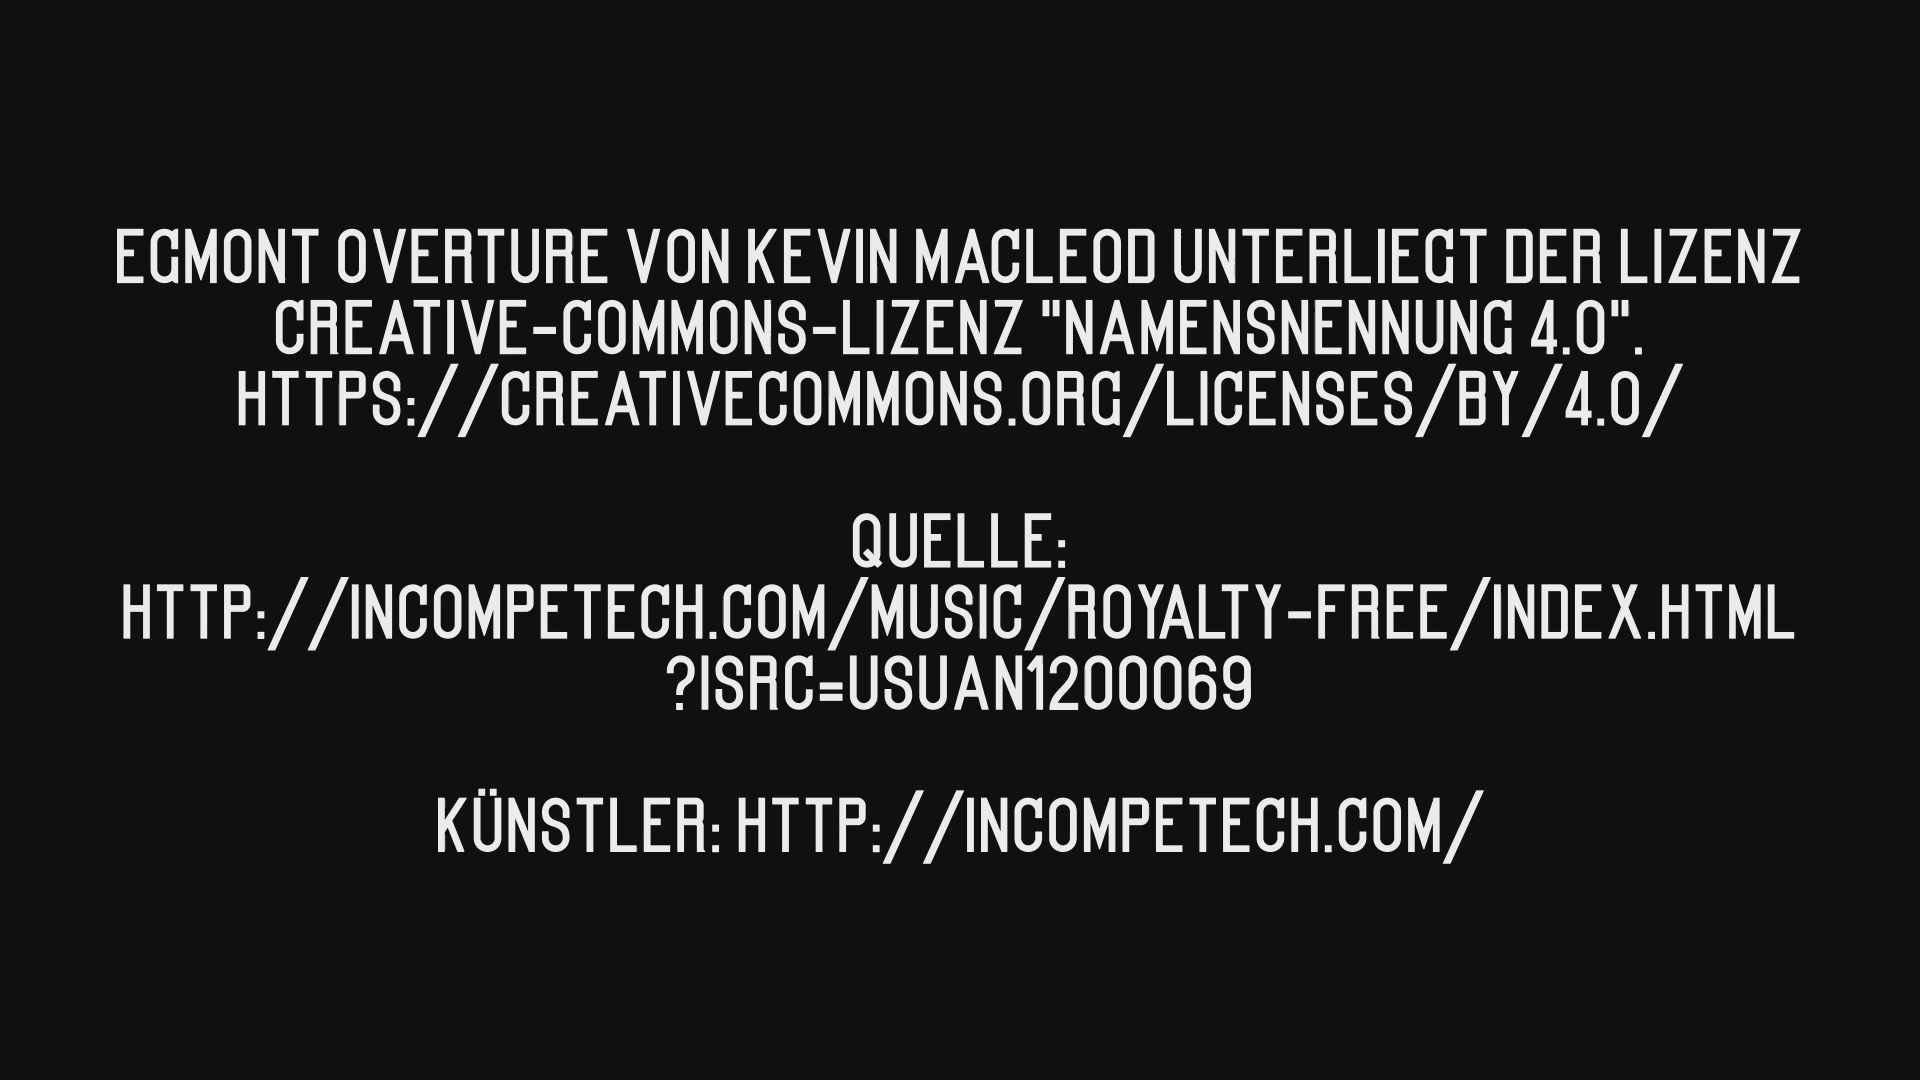 EGMONT OVERTURE VON KEVIN MACLEOD UNTERLIEGT DER LIZENZ
CREATIVE-COMMONS-LIZENZ "NAMENSNENNUNG 4.0".
HTTPS://CREATIVECOMMONS.ORG/LICENSES/BY/4.0/
QUELLE:
HTTP://INCOMPETECH.COM/MUSIC/ROYALTY-FREE/INDEX.HTML
?ISRC=USUAN1200069
KÜNSTLER: HTTP://INCOMPETECH.COM/